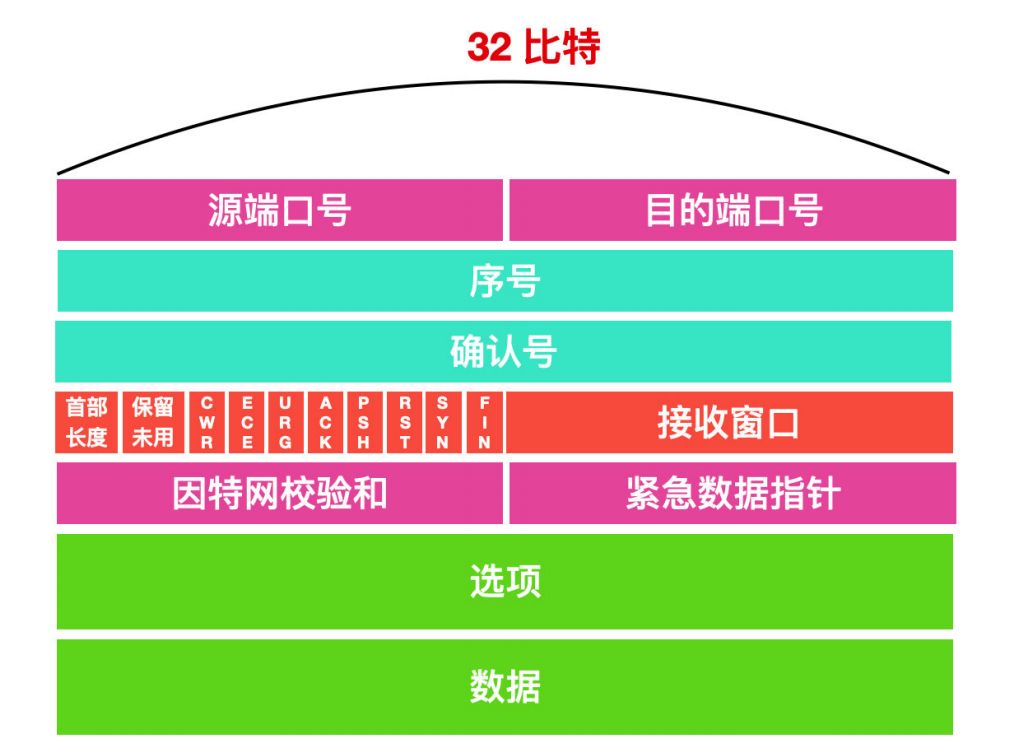 32 比特
源端口号 目的端口号
序号
确认号
首部长度 保留未用 CWR ECE URG ACK PSH RST SYN FIN 接收窗口
因特网校验和 紧急数据指针
选项
数据